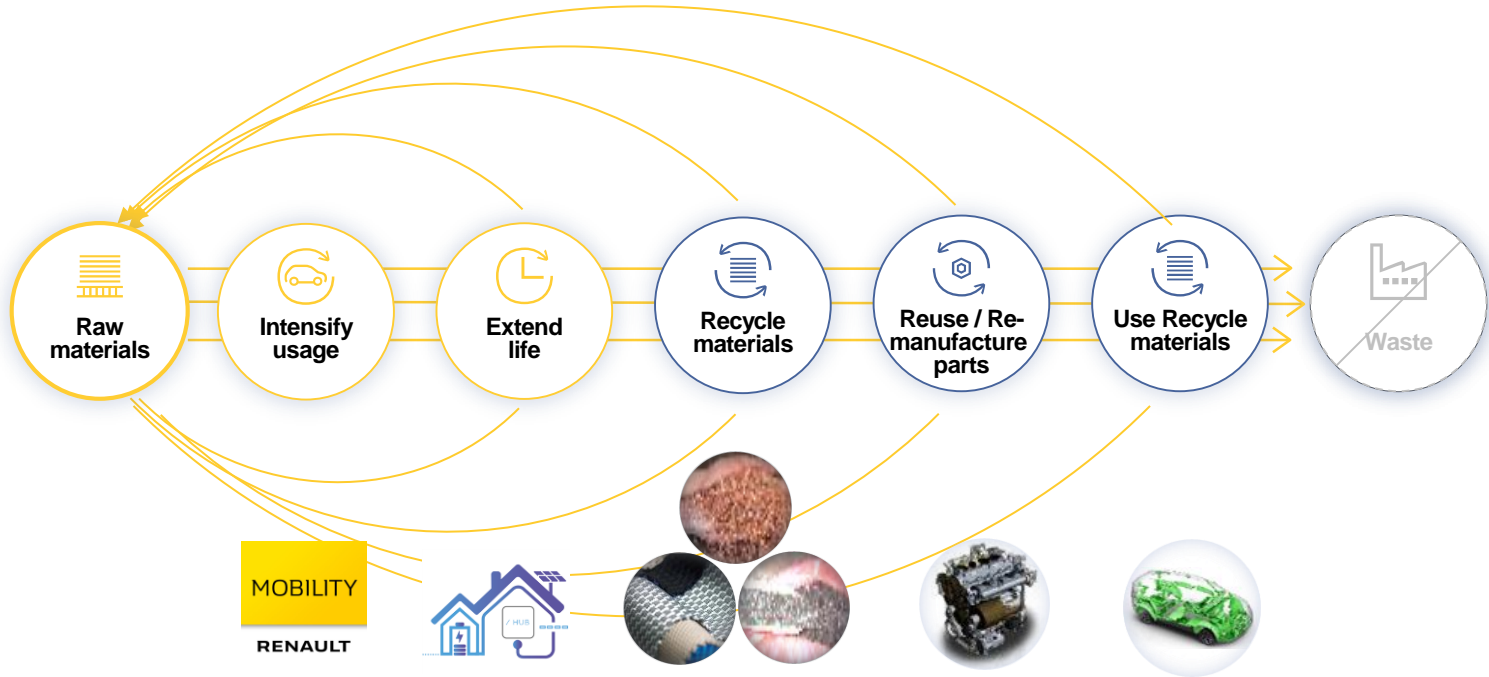 Raw
materials
Intensify
usage
Extend
life
Recycle
materials
Reuse / Re-
manufacture
parts
Use Recycle
materials
Waste
MOBILITY
RENAULT
/ HUB